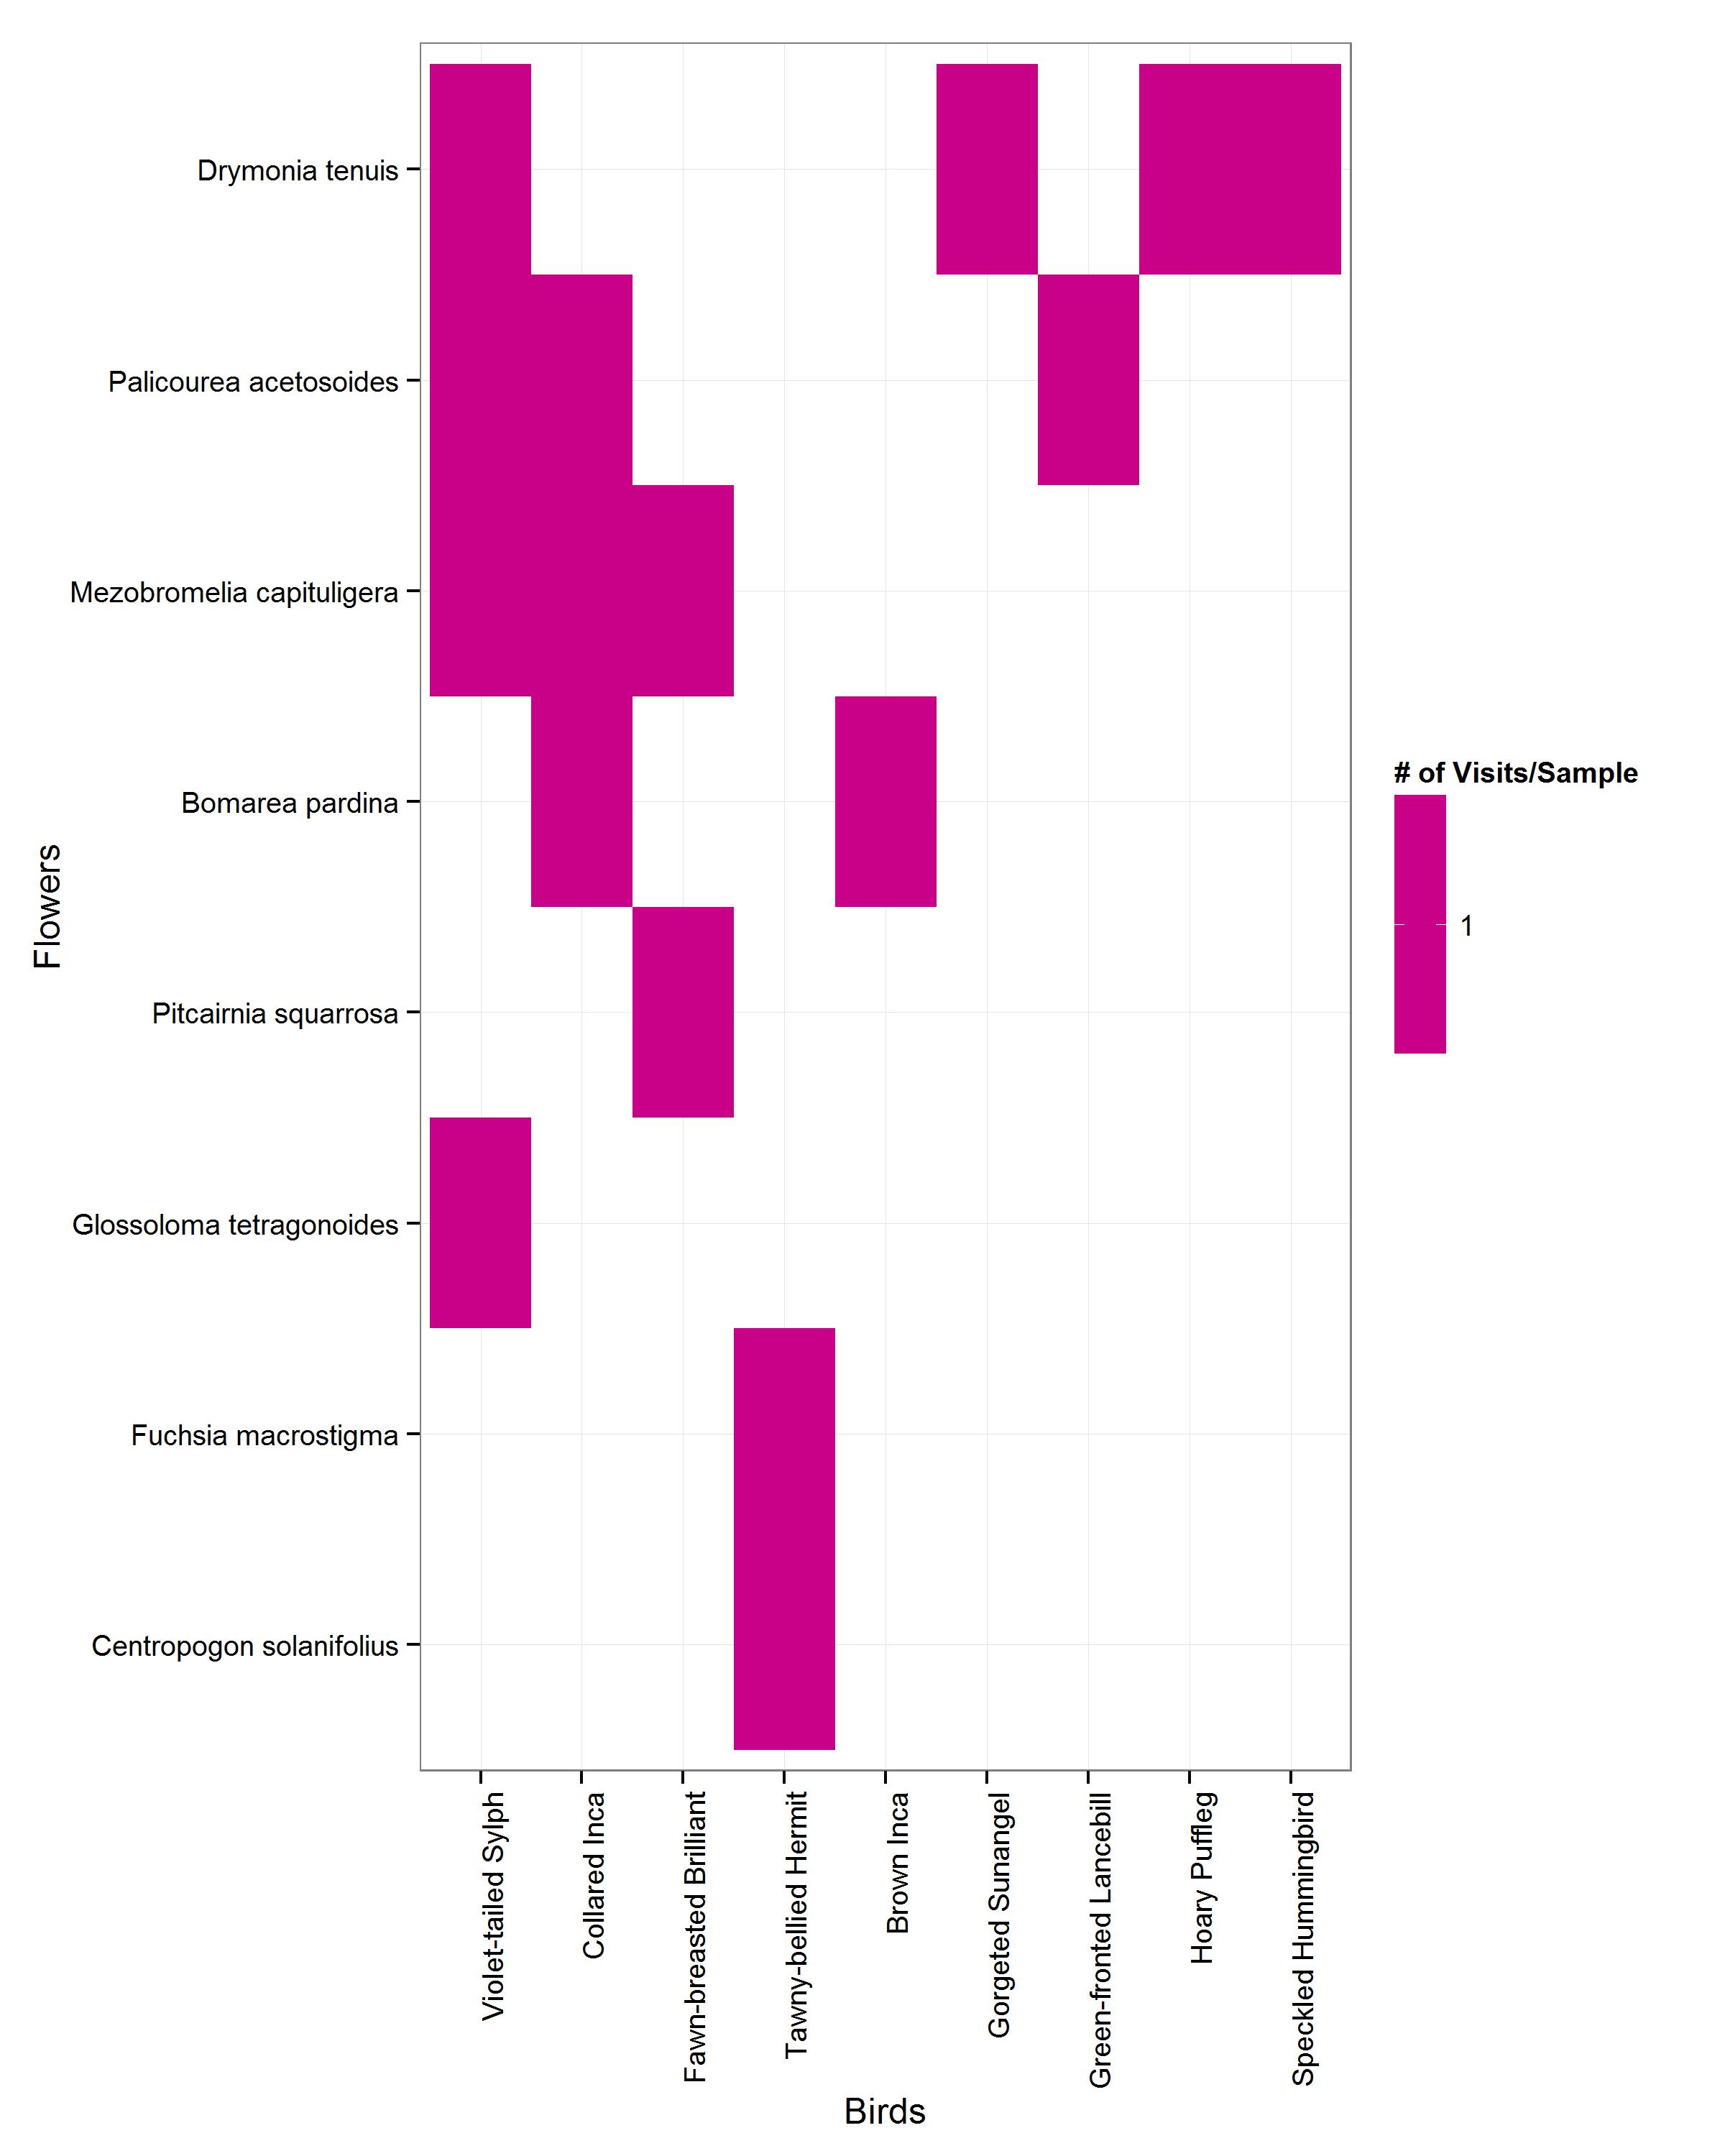 Drymonia tenuis
Palicourea acetosoides
Mezobromelia capituligera
Bomarea pardina
Pitcairnia squarrosa
Glossoloma tetragonoides
Fuchsia macrostigma
Centropogon solanifolius
Flowers
# of Visits/Sample
1
Violet-tailed Sylph
Collared Inca
Fawn-breasted Brilliant
Tawny-bellied Hermit
Brown Inca
Gorgeted Sunangel
Green-fronted Lancebill
Hoary Puffleg
Speckled Hummingbird
Birds